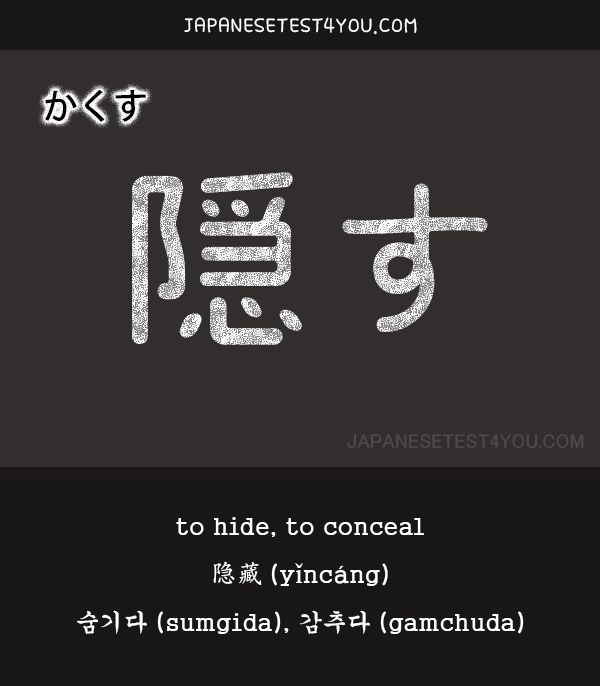 JAPANESETEST4YOU.COM
かくす
隠す
JAPANESETEST4YOU.COM
to hide, to conceal
隐藏 (yǐncáng)
숨기다 (sumgida), 감추다 (gamchuda)